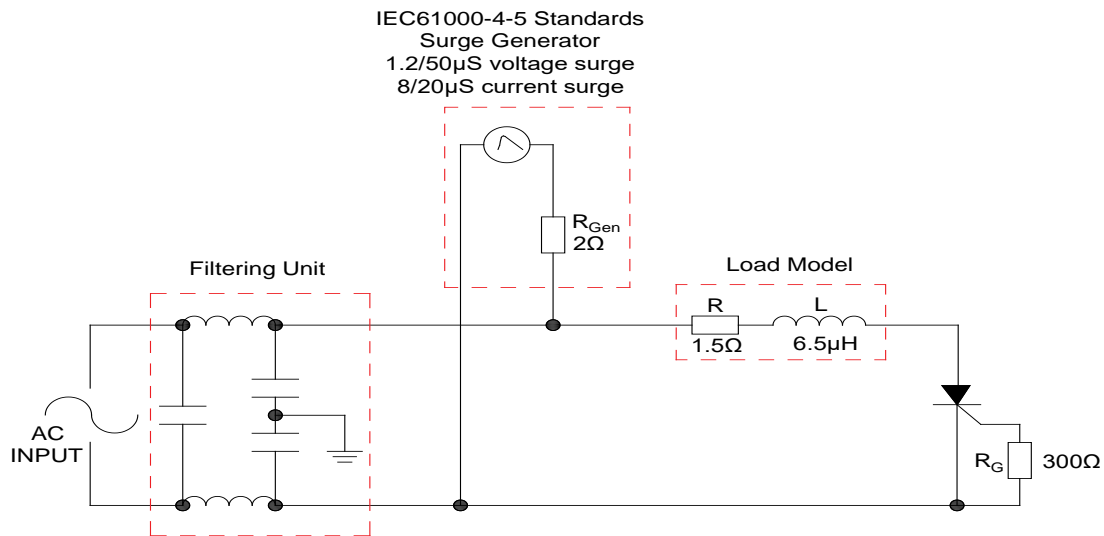 IEC61000-4-5 Standards
Surge Generator
1.2/50µS voltage surge
8/20µS current surge
RGen
2Ω
Filtering Unit
Load Model
R
L
1.5Ω
6.5µH
AC
INPUT
RG
300Ω